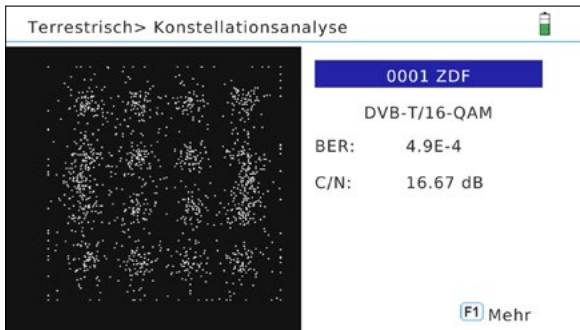 Terrestrisch> Konstellationsanalyse
0001 ZDF
DVB-T/16-QAM
BER: 4.9E-4
C/N: 16.67 dB
F1 Mehr